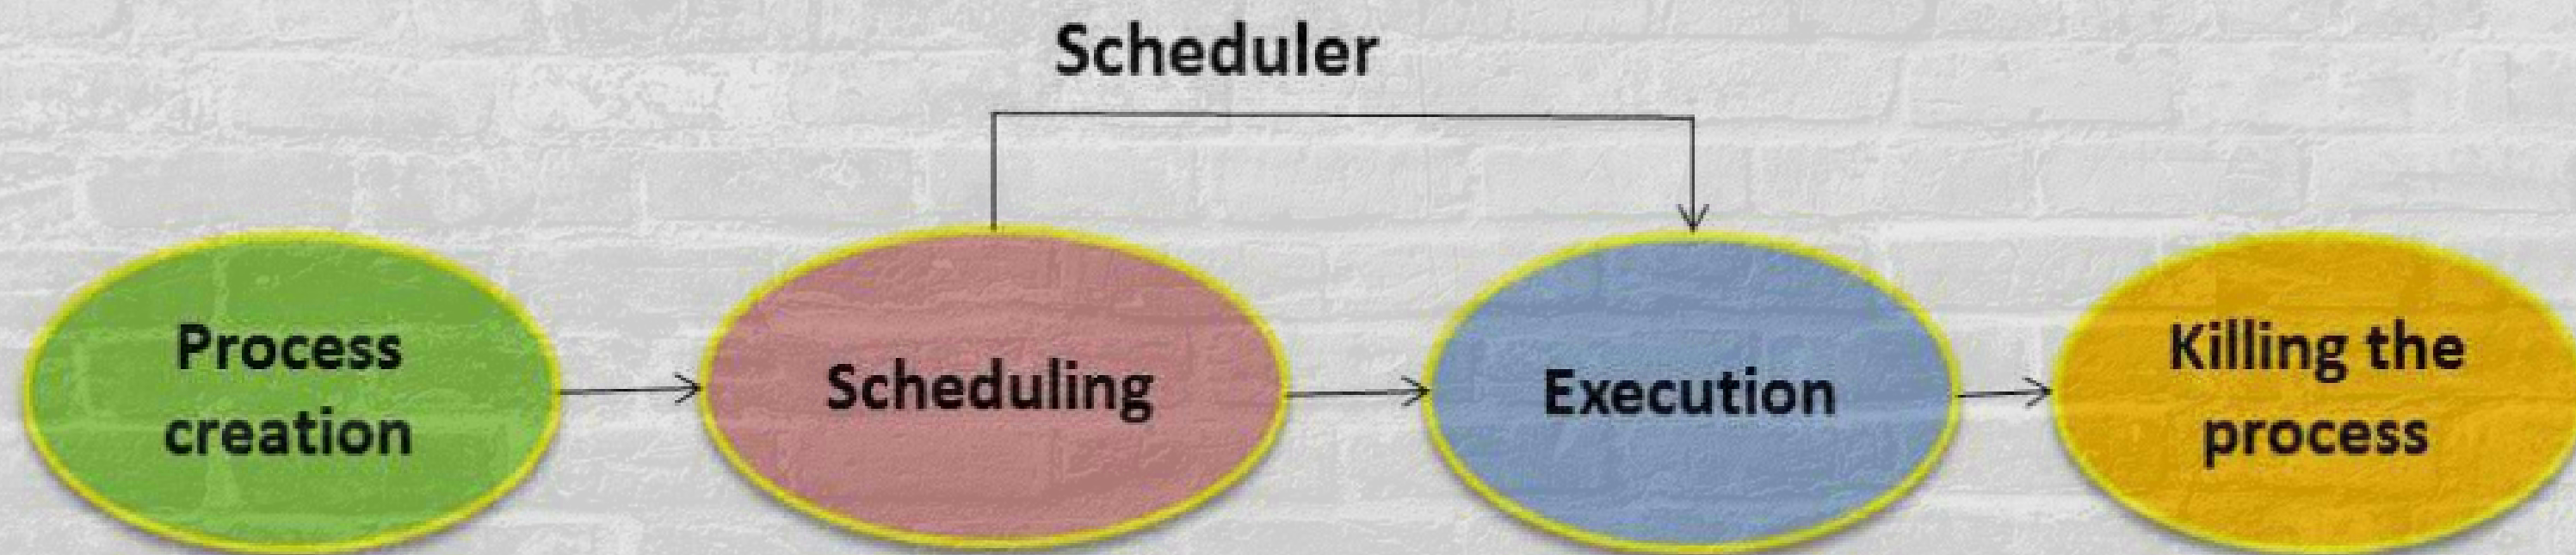 Scheduler
Process
creation
Scheduling
Execution
Killing the
process